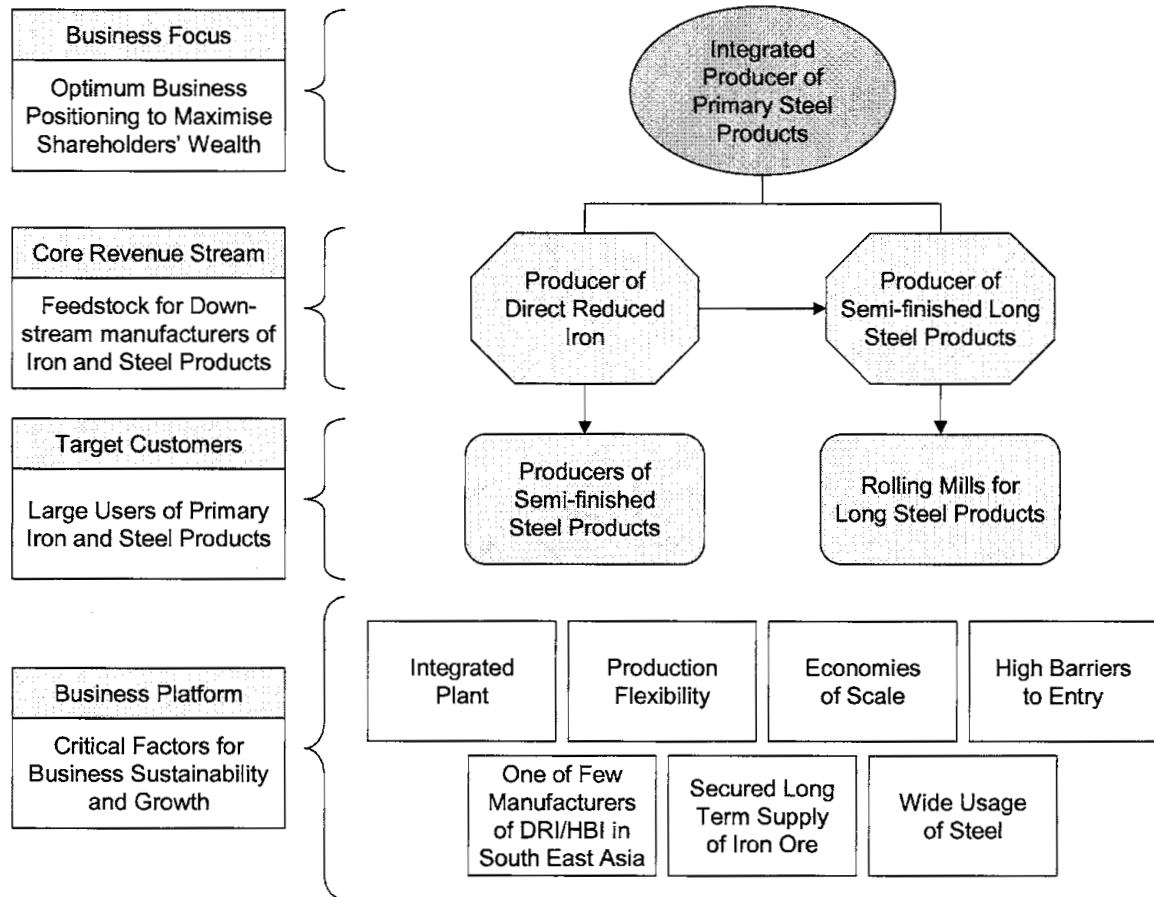 Business Focus
Optimum Business
Positioning to Maximise
Shareholders' Wealth
Integrated
Producer of
Primary Steel
Products
Core Revenue Stream
Feedstock for Down-
stream manufacturers of
Iron and Steel Products
Producer of
Direct Reduced
Iron
Producer of
Semi-finished Long
Steel Products
Target Customers
Large Users of Primary
Iron and Steel Products
Producers of
Semi-finished
Steel Products
Rolling Mills for
Long Steel Products
Business Platform
Critical Factors for
Business Sustainability
and Growth
Integrated
Plant
Production
Flexibility
Economies
of Scale
High Barriers
to Entry
One of Few
Manufacturers
of DRI/HBI in
South East Asia
Secured Long
Term Supply
of Iron Ore
Wide Usage
of Steel